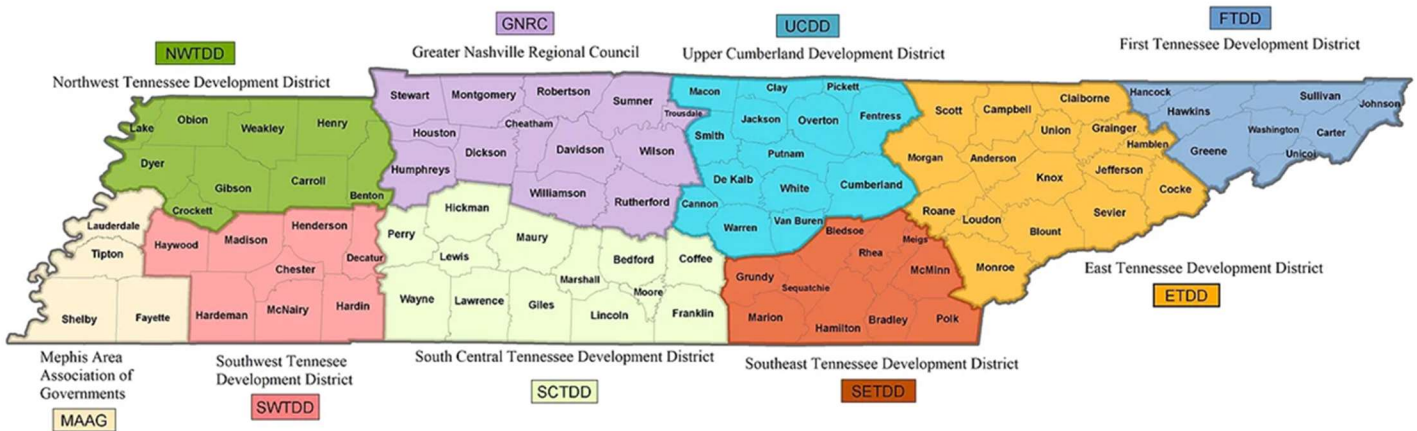 GNRC
Greater Nashville Regional Council
UCDD
Upper Cumberland Development District
FTDD
First Tennessee Development District
NWTDD
Northwest Tennessee Development District
Lake
Obion
Weakley
Henry
Dyer
Gibson
Carroll
Benton
Crockett
Stewart
Montgomery
Robertson
Sumner
Trousdale
Houston
Cheatham
Dickson
Davidson
Wilson
Humphreys
Williamson
Rutherford
Macon
Clay
Pickett
Jackson
Overton
Fentress
Smith
Putnam
De Kalb
White
Cumberland
Cannon
Warren
Van Buren
Scott
Campbell
Claiborne
Union
Grainger
Hamblen
Morgan
Anderson
Knox
Jefferson
Cocke
Roane
Loudon
Blount
Sevier
Monroe
Hancock
Hawkins
Sullivan
Johnson
Washington
Carter
Greene
Unicoi
Lauderdale
Tipton
Shelby
Fayette
Haywood
Madison
Henderson
Decatur
Chester
Hardeman
McNairy
Hardin
Hickman
Perry
Lewis
Maury
Marshall
Bedford
Coffee
Moore
Wayne
Lawrence
Giles
Lincoln
Franklin
Bledsoe
Rhea
Meigs
McMinn
Grundy
Sequatchie
Marion
Hamilton
Bradley
Polk
East Tennessee Development District
ETDD
Mephis Area
Association of
Governments
MAAG
Southwest Tennesee
Development District
SWTDD
South Central Tennessee Development District
SCTDD
Southeast Tennessee Development District
SETDD